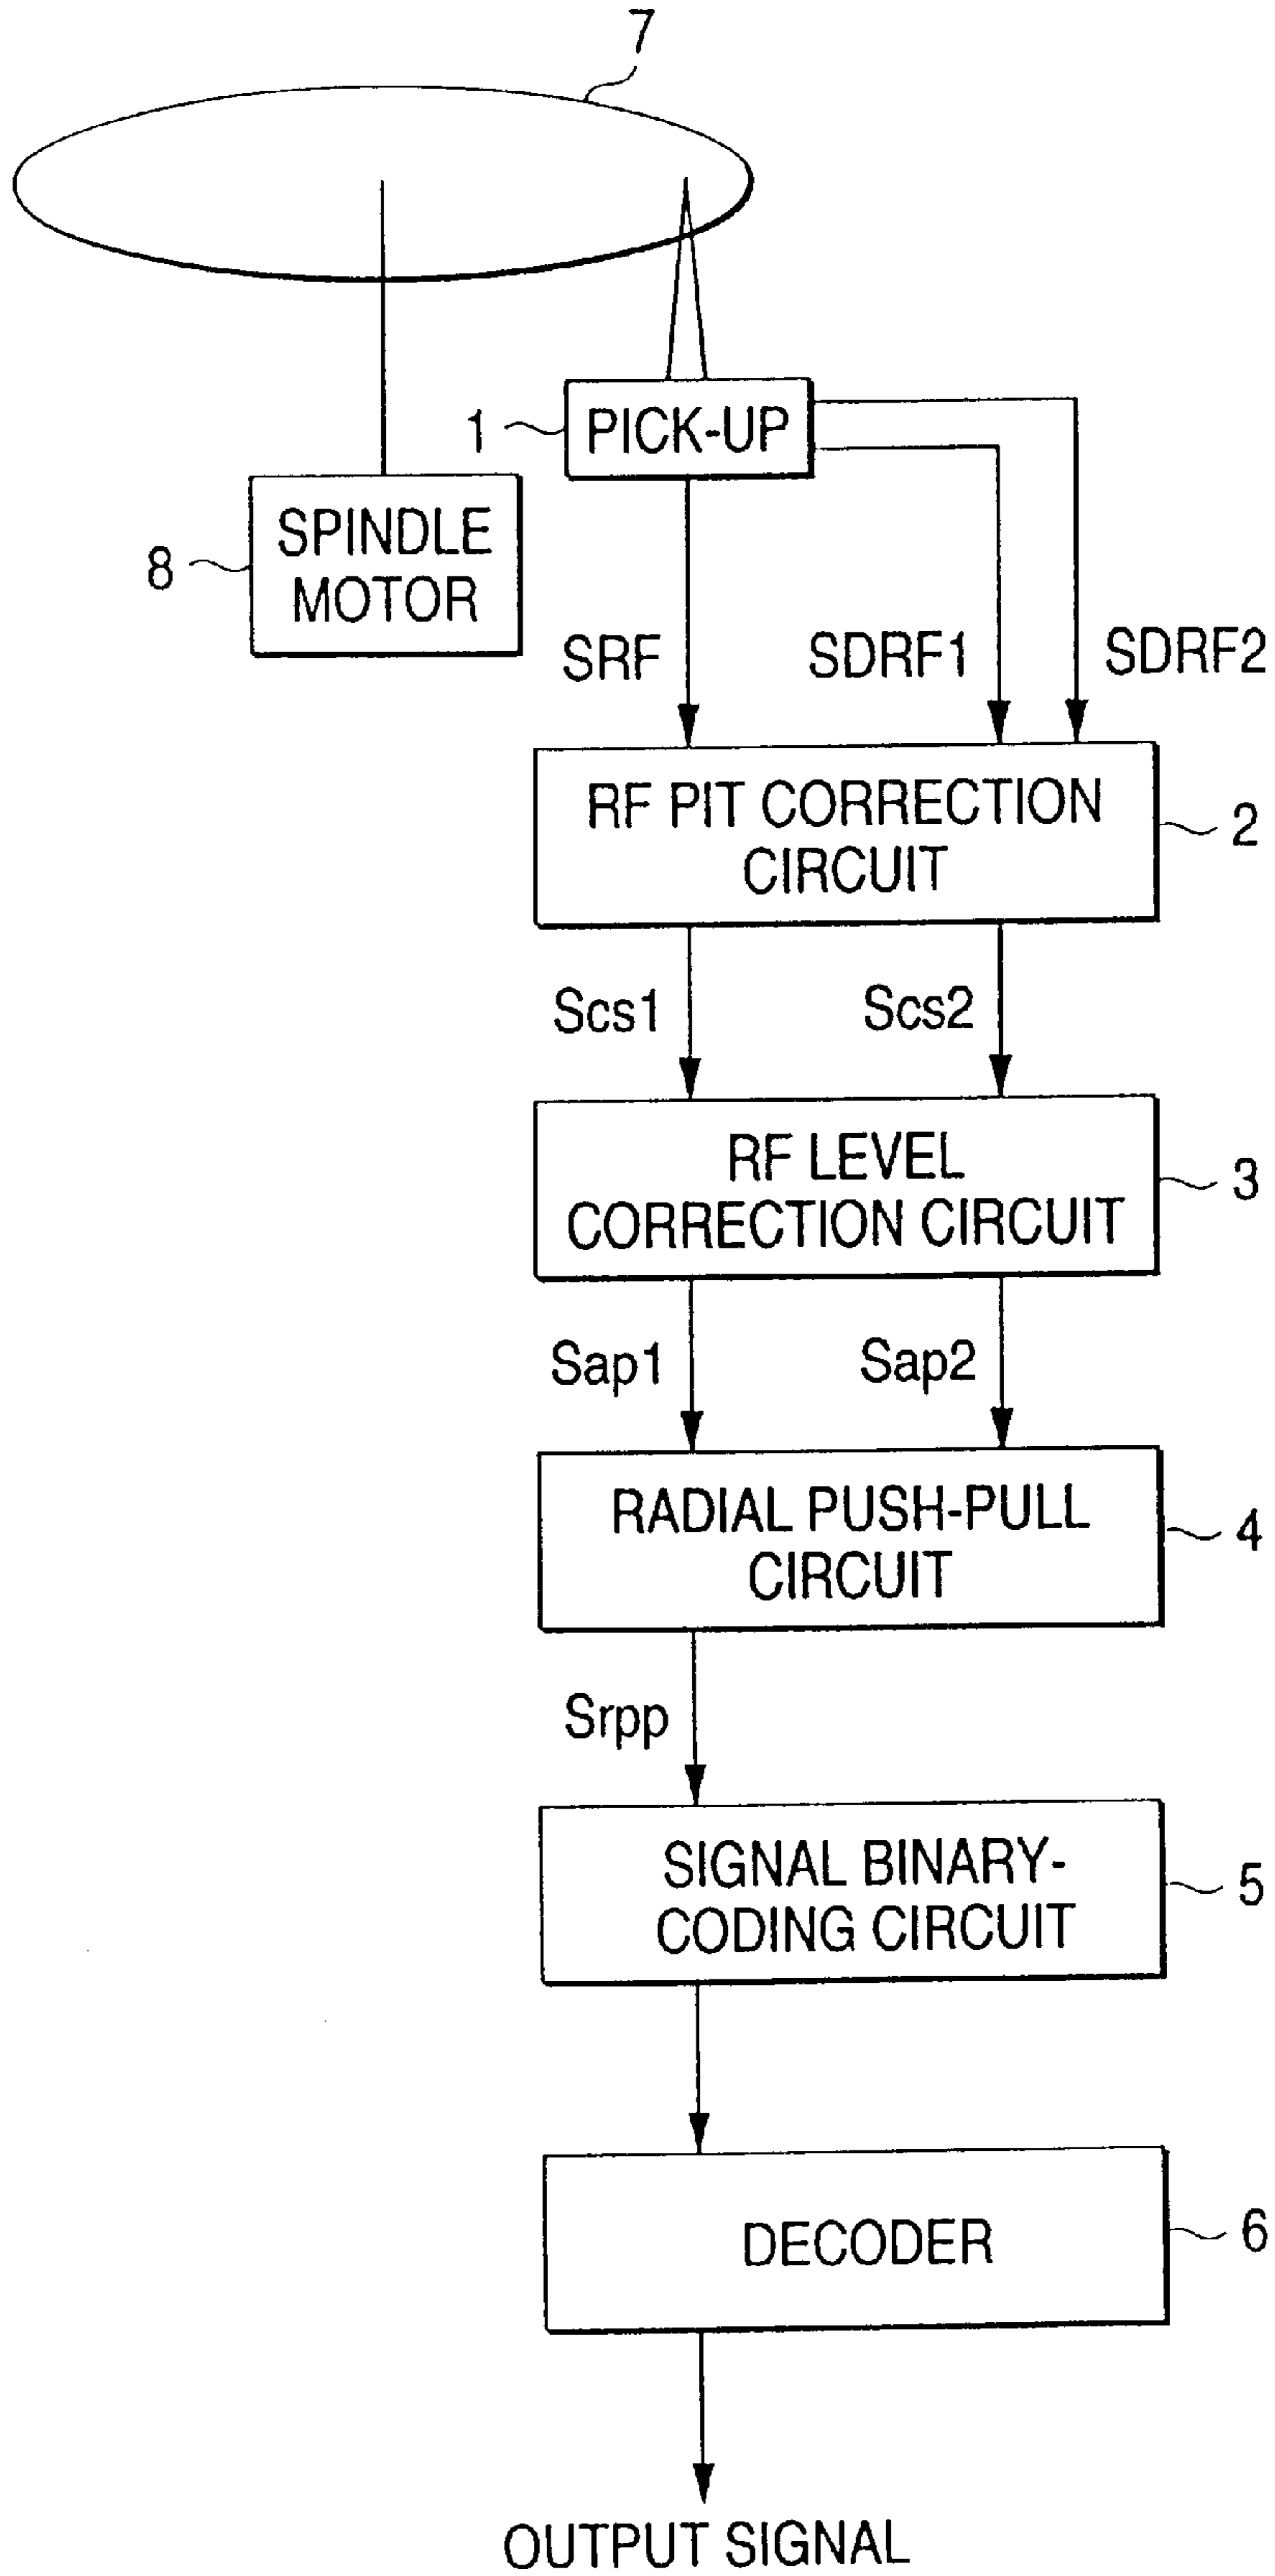 7
1
PICK-UP
SPINDLE
MOTOR
8
SRF
SDRF1
SDRF2
RF PIT CORRECTION
CIRCUIT
2
Scs1
Scs2
RF LEVEL
CORRECTION CIRCUIT
3
Sap1
Sap2
RADIAL PUSH-PULL
CIRCUIT
4
Srpp
SIGNAL BINARY-
CODING CIRCUIT
5
DECODER
6
OUTPUT SIGNAL